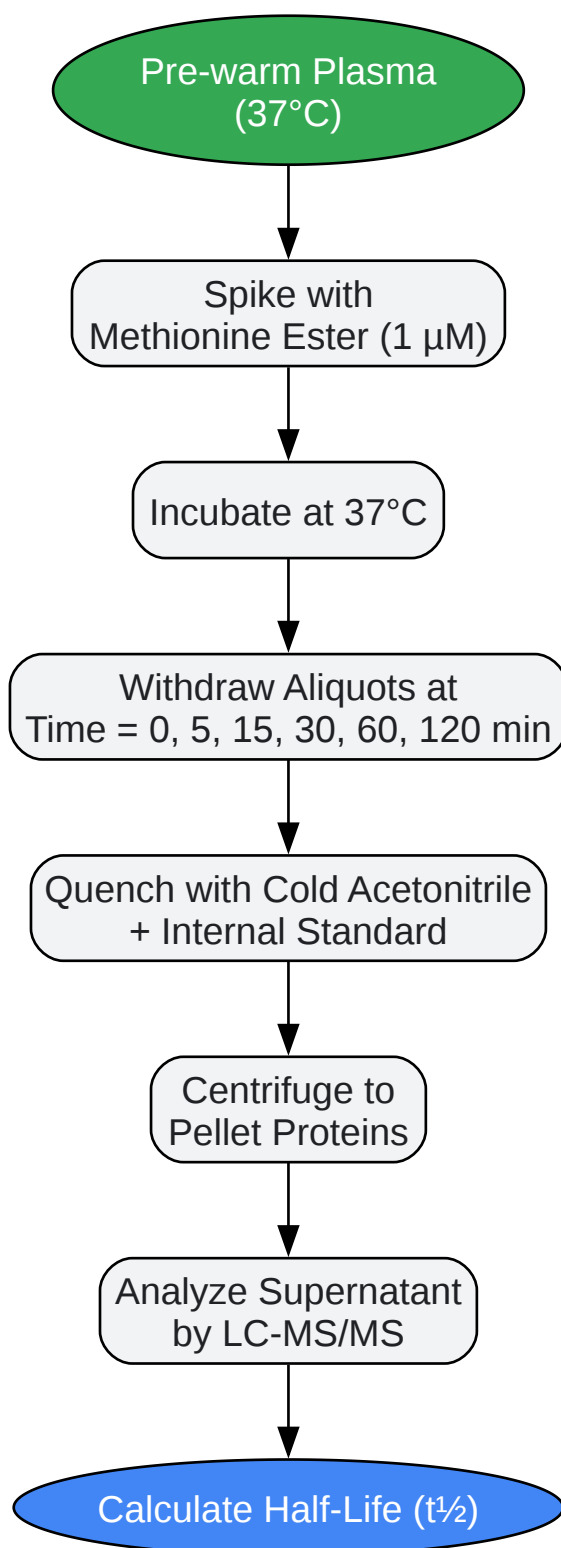 Pre-warm Plasma
(37°C)
Spike with
Methionine Ester (1 µM)
Incubate at 37°C
Withdraw Aliquots at
Time = 0, 5, 15, 30, 60, 120 min
Quench with Cold Acetonitrile
+ Internal Standard
Centrifuge to
Pellet Proteins
Analyze Supernatant
by LC-MS/MS
Calculate Half-Life (t½)